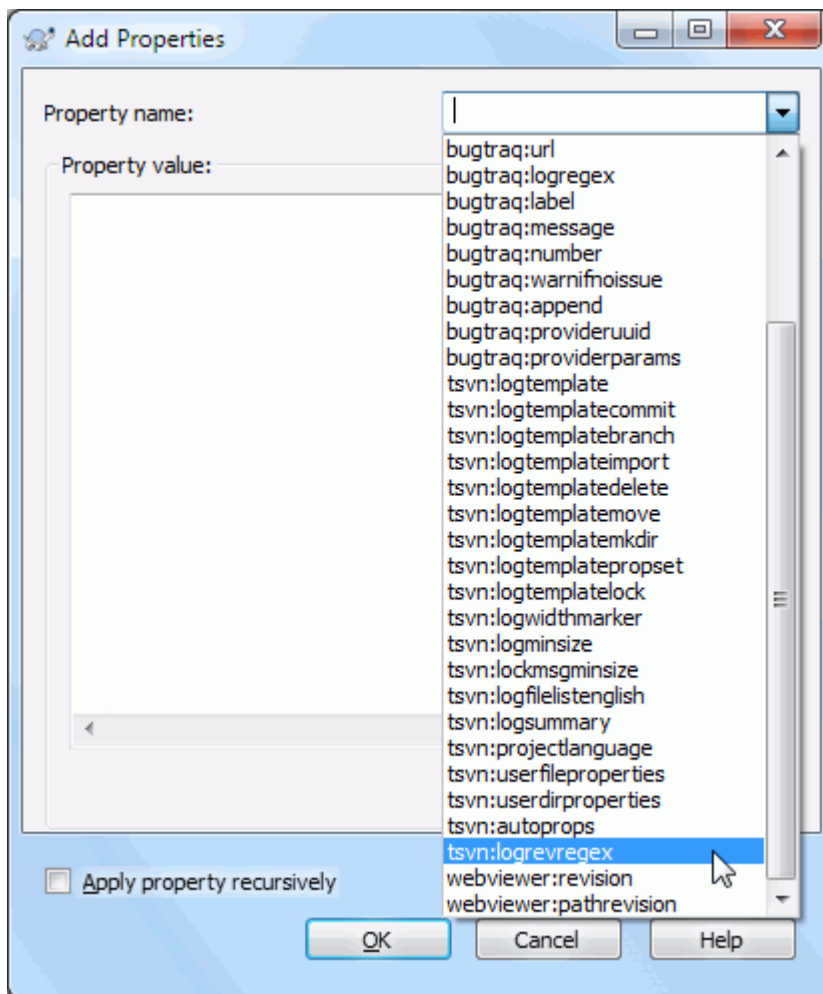 Add Properties
Property name:
Property value:
bugtraq:url
bugtraq:logregex
bugtraq:label
bugtraq:message
bugtraq:number
bugtraq:warnifnoissue
bugtraq:append
bugtraq:provideruuid
bugtraq:providerparams
tsvn:logtemplate
tsvn:logtemplatecommit
tsvn:logtemplatebranch
tsvn:logtemplateimport
tsvn:logtemplatedelete
tsvn:logtemplatemove
tsvn:logtemplatemkdir
tsvn:logtemplatepropset
tsvn:logtemplatelock
tsvn:logwidthmarker
tsvn:logminsize
tsvn:lockmsgminsize
tsvn:logfilelistenglish
tsvn:logsummary
tsvn:projectlanguage
tsvn:userfileproperties
tsvn:userdirproperties
tsvn:autoprops
tsvn:logrevregex
webviewer:revision
webviewer:pathrevision
Apply property recursively
OK Cancel Help